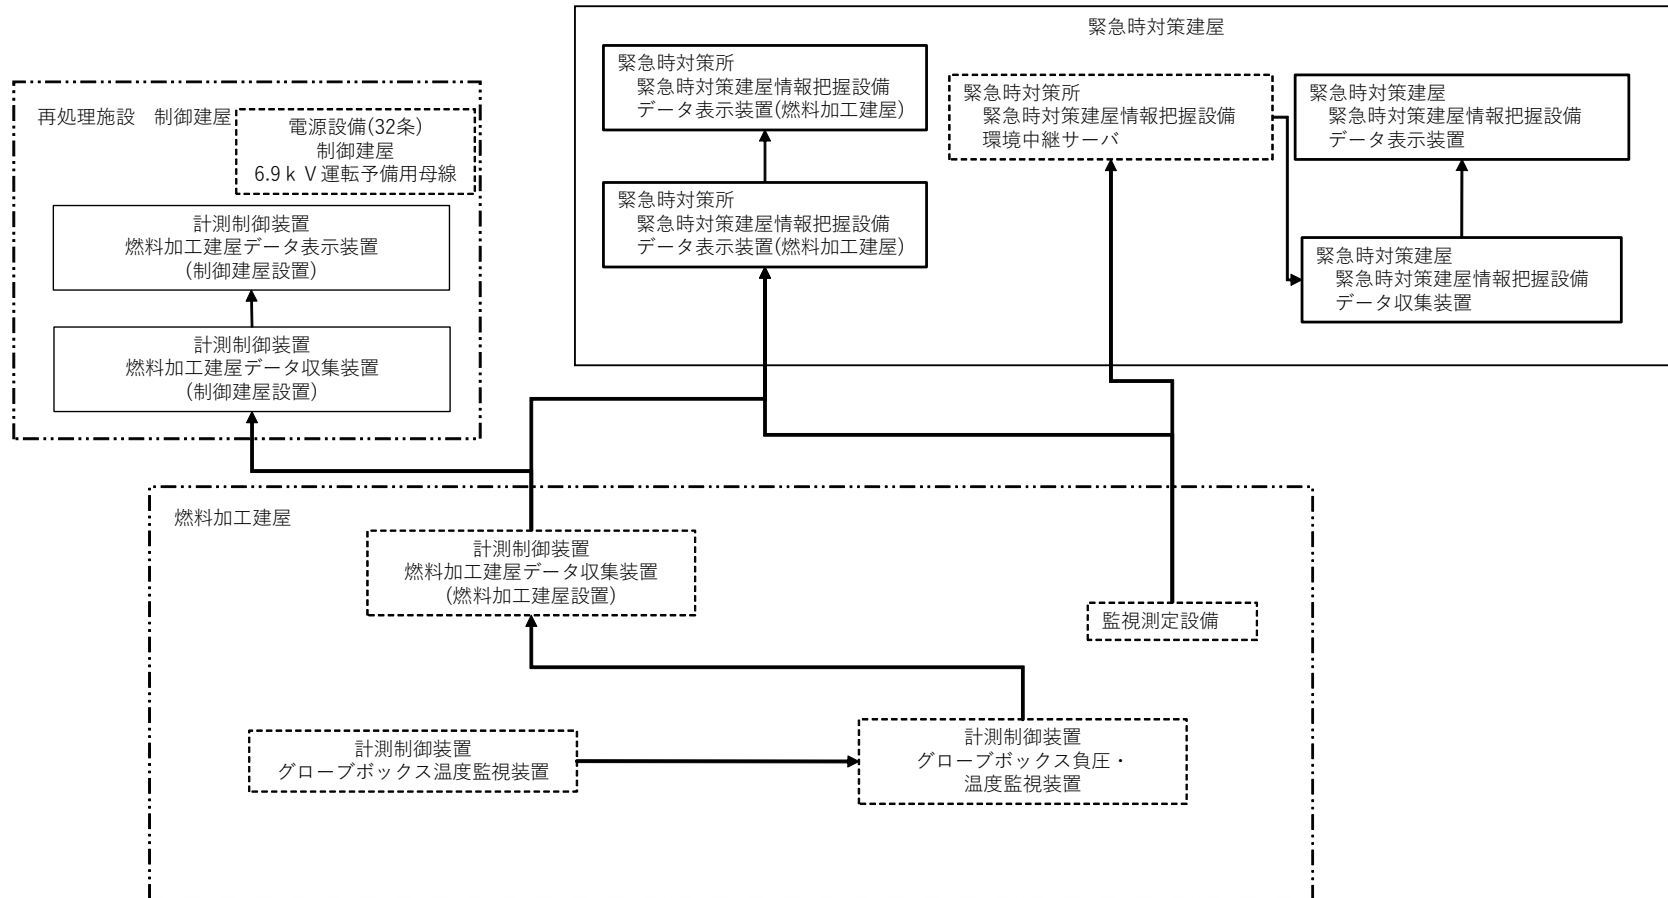 緊急時対策建屋
緊急時対策所
緊急時対策建屋情報把握設備
データ表示装置(燃料加工建屋)
緊急時対策所
緊急時対策建屋情報把握設備
環境中継サーバ
緊急時対策建屋
緊急時対策建屋情報把握設備
データ表示装置
再処理施設　制御建屋
電源設備(32条)
制御建屋
6.9ｋＶ運転予備用母線
緊急時対策所
緊急時対策建屋情報把握設備
データ表示装置(燃料加工建屋)
計測制御装置
燃料加工建屋データ表示装置
(制御建屋設置)
緊急時対策建屋
緊急時対策建屋情報把握設備
データ収集装置
計測制御装置
燃料加工建屋データ収集装置
(制御建屋設置)
燃料加工建屋
計測制御装置
燃料加工建屋データ収集装置
(燃料加工建屋設置)
監視測定設備
計測制御装置
グローブボックス温度監視装置
計測制御装置
グローブボックス負圧・
温度監視装置